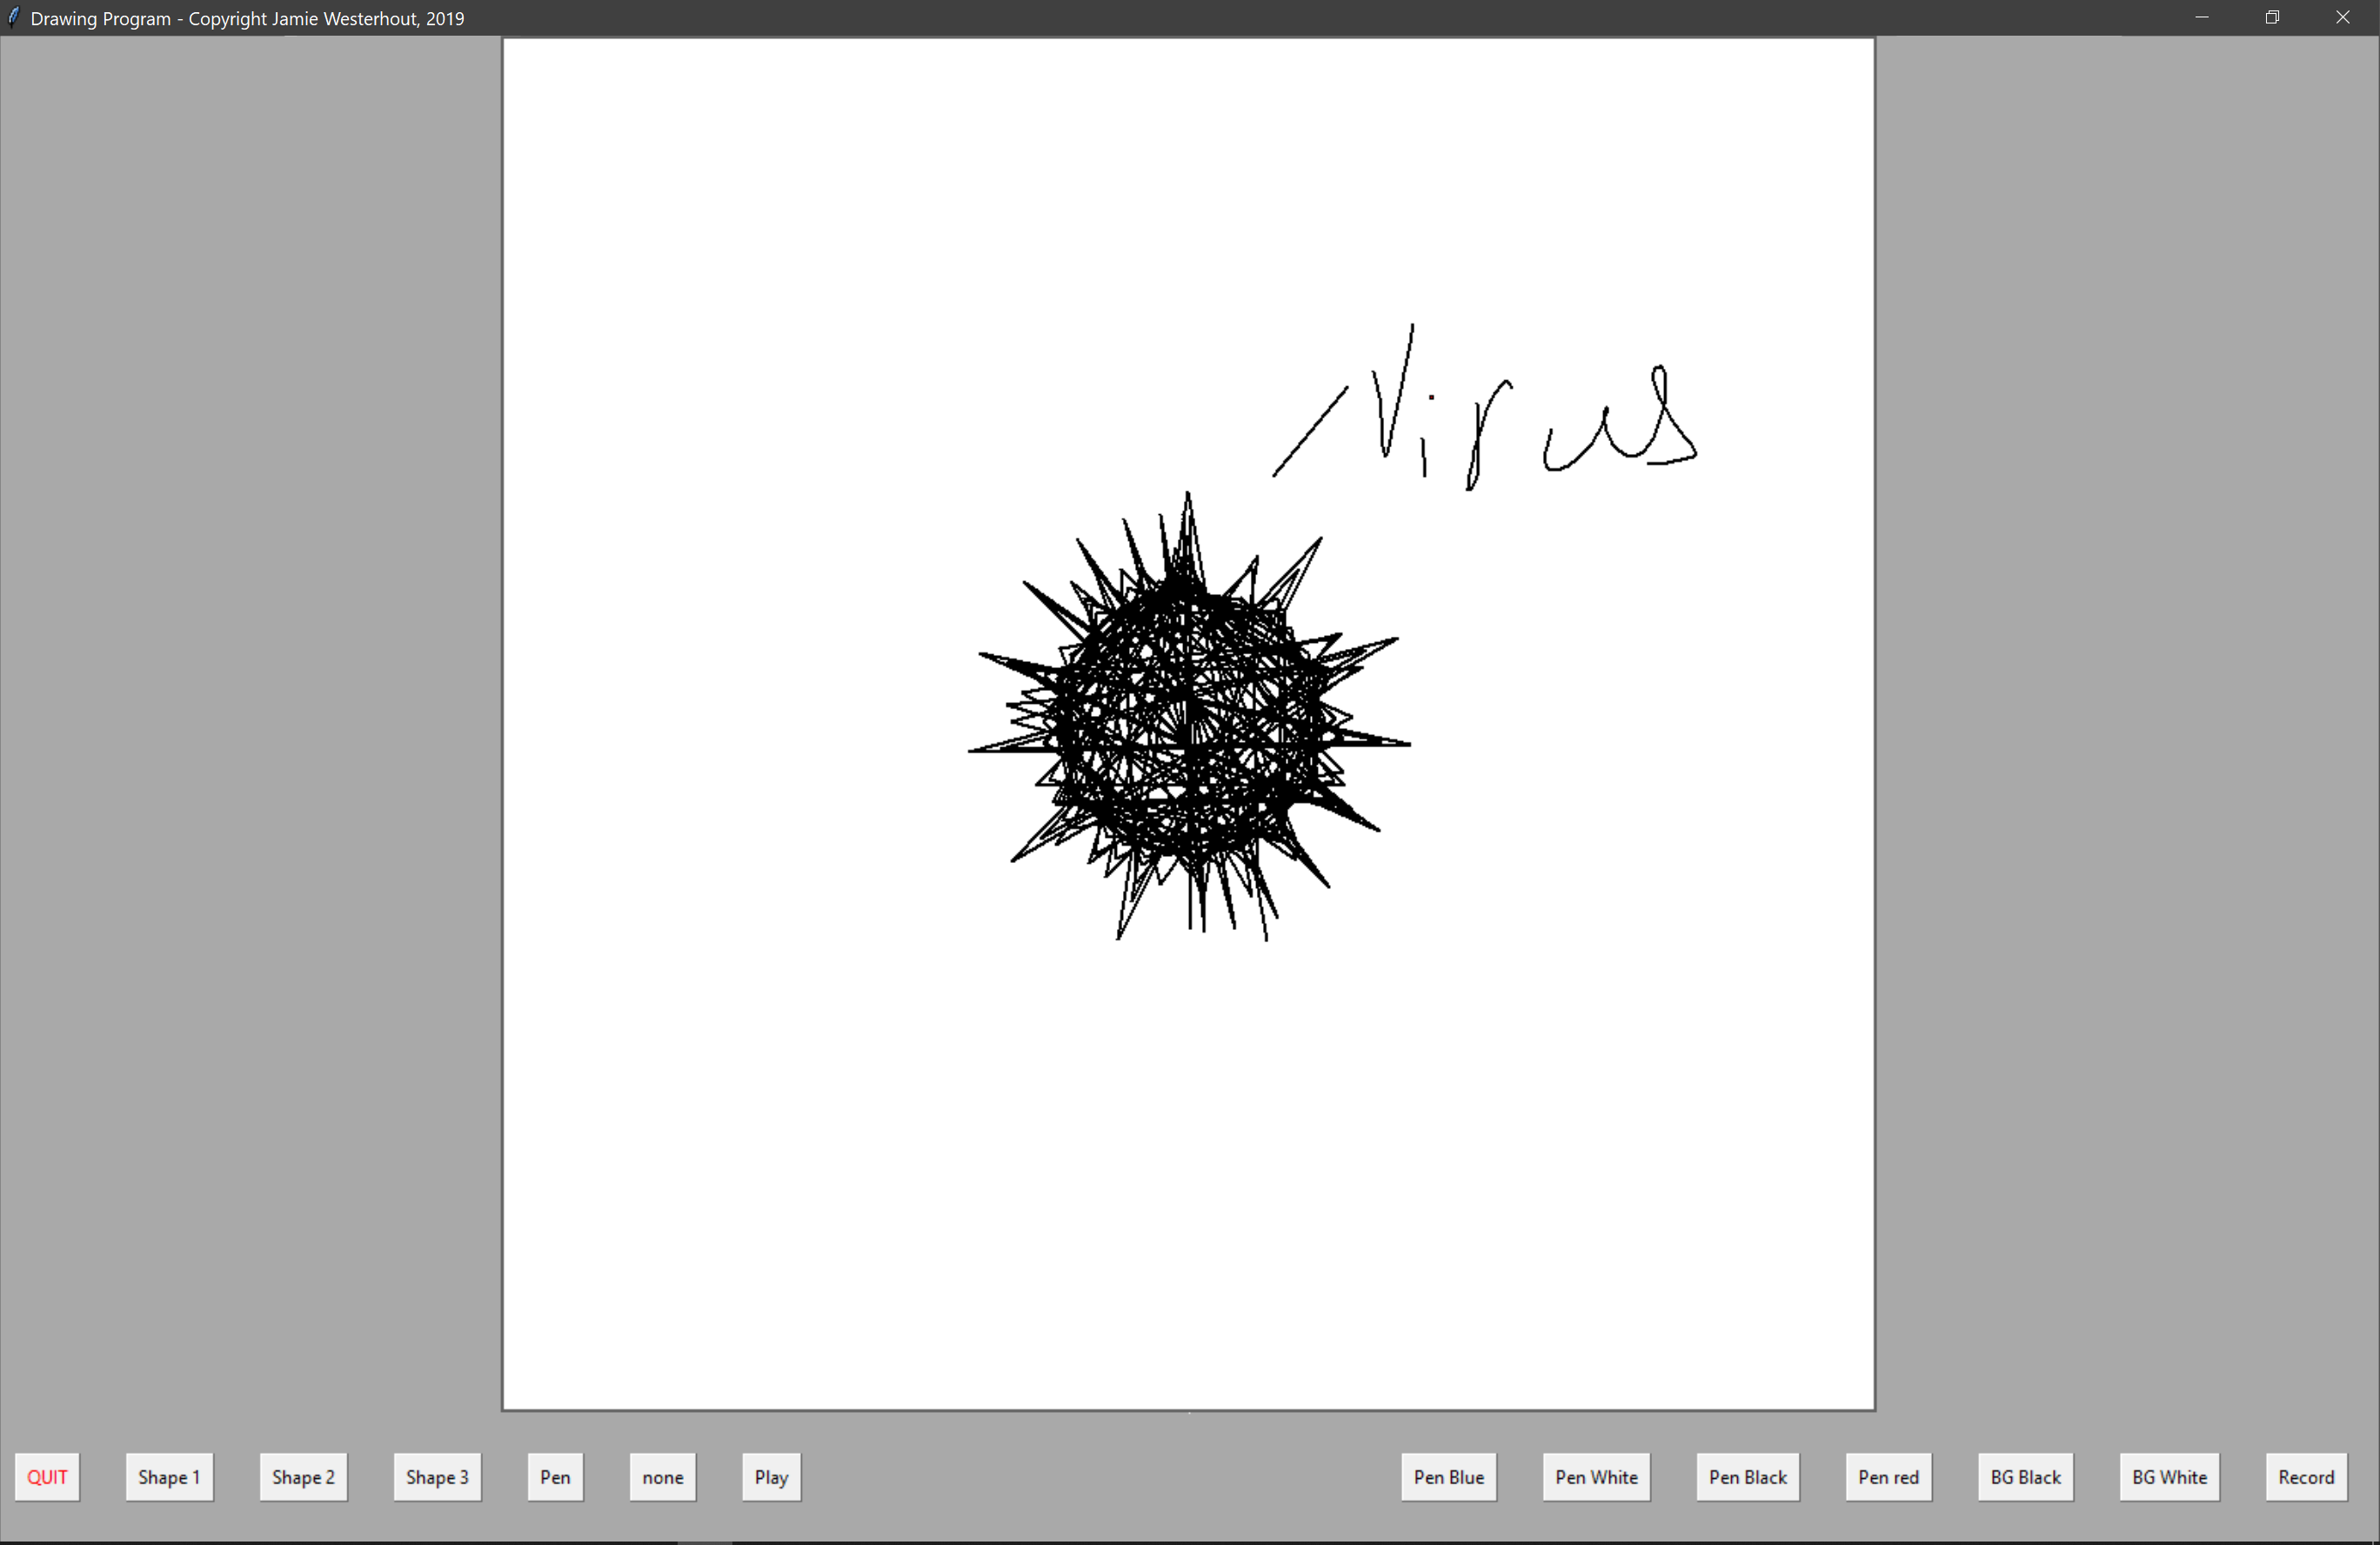 Drawing Program - Copyright Jamie Westerhout, 2019
Virus
QUIT Shape 1 Shape 2 Shape 3 Pen none Play Pen Blue Pen White Pen Black Pen red BG Black BG White Record